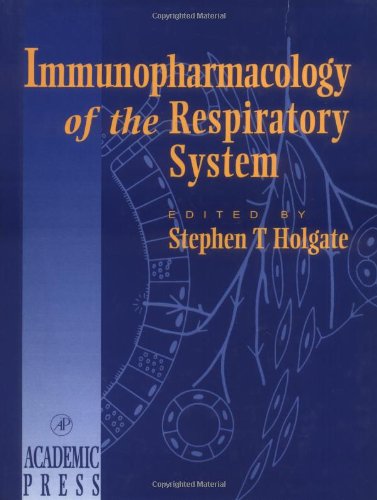 Copyrighted Material
Immunopharmacology
of the Respiratory
System
EDITED BY
Stephen T Holgate
AP
ACADEMIC
PRESS
Copyrighted Material